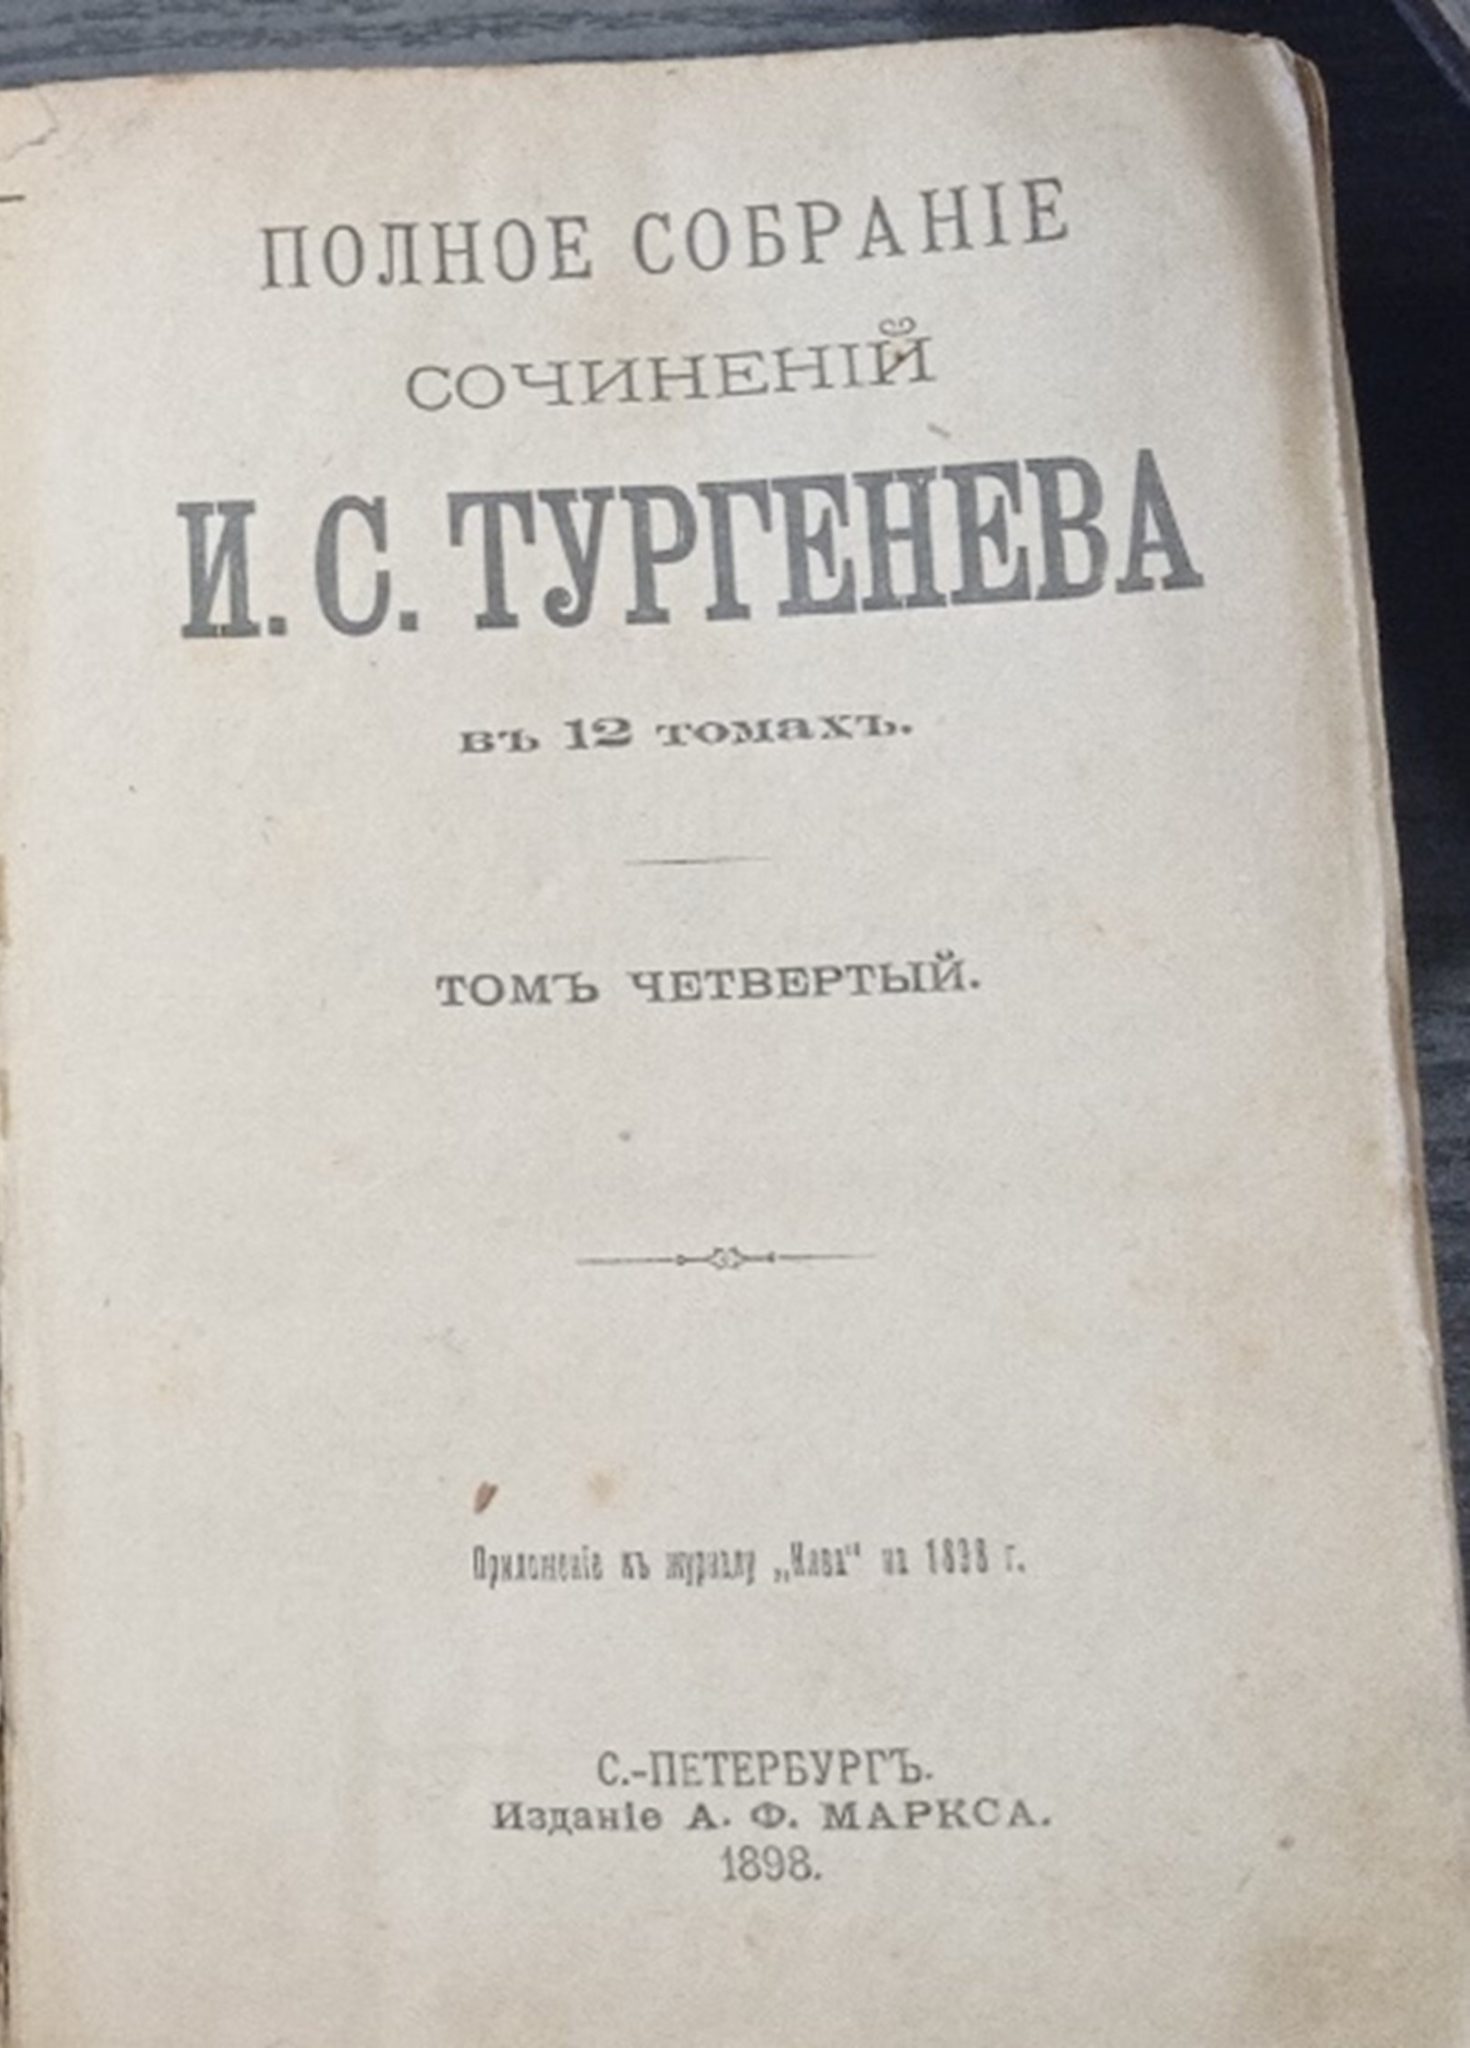 ПОЛНОЕ СОБРАНІЕ
СОЧИНЕНІЙ
И. С. ТУРГЕНЕВА
въ 12 томахъ.
ТОМЪ ЧЕТВЕРТЫЙ.
Приложеніе къ журналу „Нива“ на 1898 г.
С.-ПЕТЕРБУРГЪ.
Изданіе А. Ф. МАРКСА.
1898.